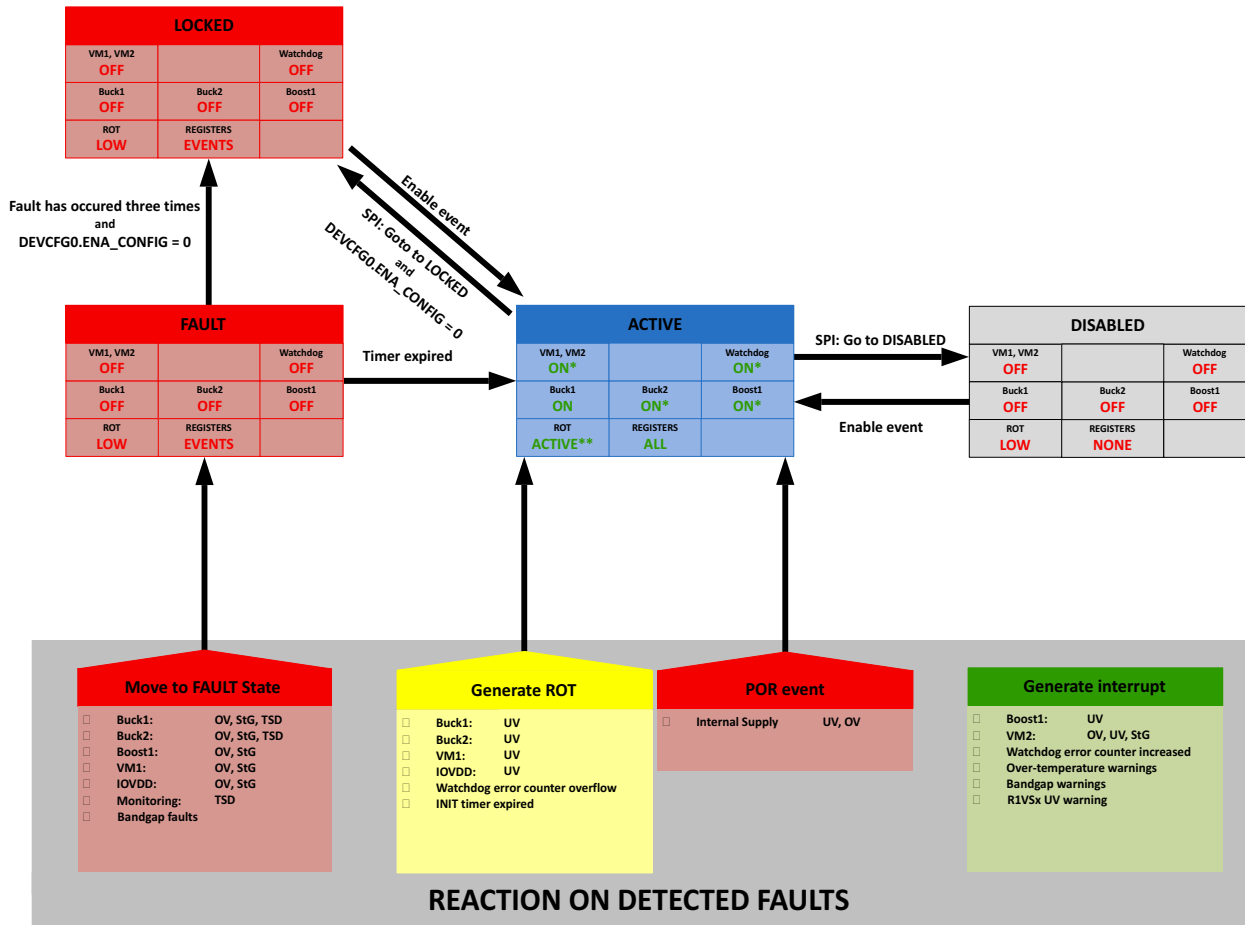 LOCKED
VM1, VM2 Watchdog
OFF OFF
Buck1 Buck2 Boost1
OFF OFF OFF
ROT REGISTERS
LOW EVENTS
Fault has occured three times
and
DEVCFG0.ENA_CONFIG = 0
Enable event
SPI: Goto to LOCKED
and
DEVCFG0.ENA_CONFIG = 0
FAULT
VM1, VM2 Watchdog
OFF OFF
Buck1 Buck2 Boost1
OFF OFF OFF
ROT REGISTERS
LOW EVENTS
Timer expired
ACTIVE
VM1, VM2 Watchdog
ON* ON*
Buck1 Buck2 Boost1
ON ON* ON*
ROT REGISTERS
ACTIVE** ALL
SPI: Go to DISABLED
Enable event
DISABLED
VM1, VM2 Watchdog
OFF OFF
Buck1 Buck2 Boost1
OFF OFF OFF
ROT REGISTERS
LOW NONE
Move to FAULT State
Buck1: OV, StG, TSD
Buck2: OV, StG, TSD
Boost1: OV, StG
VM1: OV, StG
IOVDD: OV, StG
Monitoring: TSD
Bandgap faults
Generate ROT
Buck1: UV
Buck2: UV
VM1: UV
IOVDD: UV
Watchdog error counter overflow
INIT timer expired
POR event
Internal Supply UV, OV
Generate interrupt
Boost1: UV
VM2: OV, UV, StG
Watchdog error counter increased
Over-temperature warnings
Bandgap warnings
R1VSx UV warning
REACTION ON DETECTED FAULTS